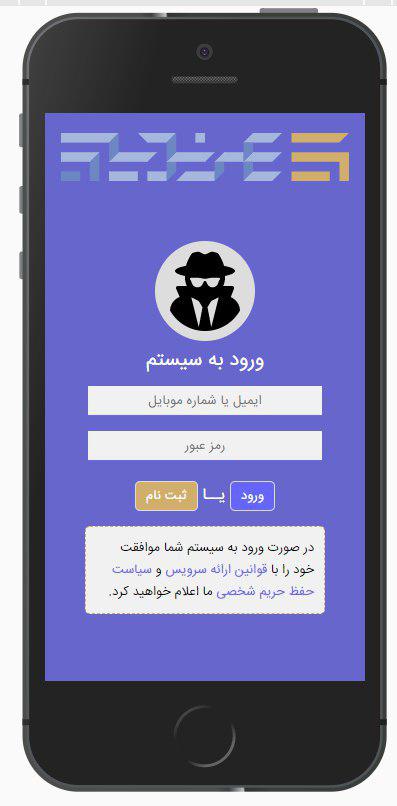 ورود به سیستم
ایمیل یا شماره موبایل
رمز عبور
ورود یــا ثبت نام
در صورت ورود به سیستم شما موافقت
خود را با قوانین ارائه سرویس و سیاست
حفظ حریم شخصی ما اعلام خواهید کرد.